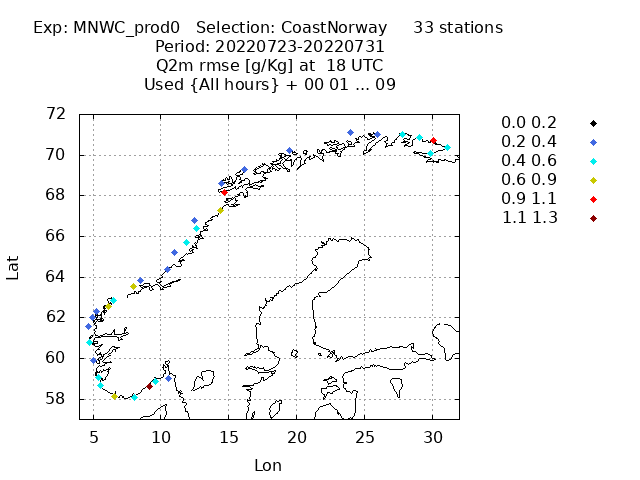 Exp: MNWC_prod0 Selection: CoastNorway 33 stations
Period: 20220723-20220731
Q2m rmse [g/Kg] at 18 UTC
Used {All hours} + 00 01 ... 09
72
70
68
66
64
62
60
58
Lat
5 10 15 20 25 30
Lon
0.0 0.2
0.2 0.4
0.4 0.6
0.6 0.9
0.9 1.1
1.1 1.3